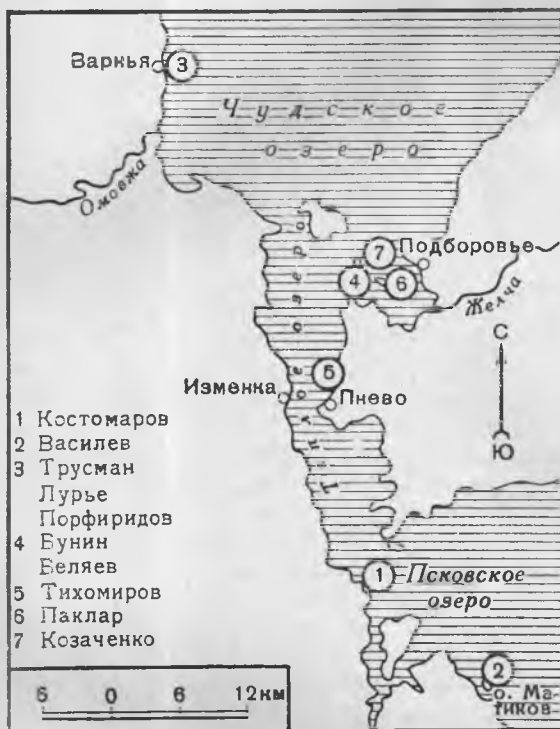 Варнья
3
Чудское
озеро
Омовжа
Теплое озеро
7
Подборовье
4
6
Желча
С
Ю
5
Изменка
Пнево
1 Костомаров
2 Василев
3 Трусман
Лурье
Порфиридов
4 Бунин
Беляев
5 Тихомиров
6 Паклар
7 Козаченко
1
Псковское
озеро
2
о. Ма-
тиков
6 0 6 12 км